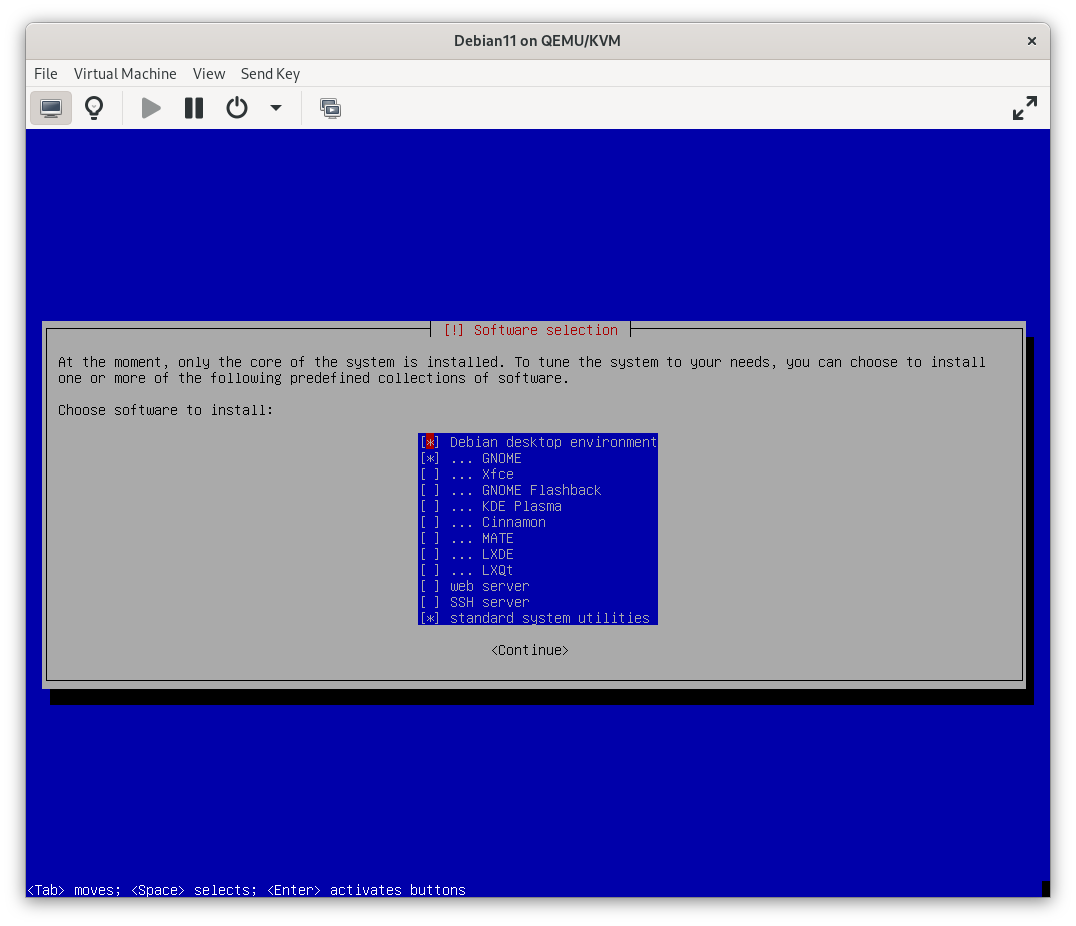 Debian11 on QEMU/KVM
File Virtual Machine View Send Key
[!] Software selection
At the moment, only the core of the system is installed. To tune the system to your needs, you can choose to install
one or more of the following predefined collections of software.
Choose software to install:
[*] Debian desktop environment
[*] ... GNOME
[ ] ... Xfce
[ ] ... GNOME Flashback
[ ] ... KDE Plasma
[ ] ... Cinnamon
[ ] ... MATE
[ ] ... LXDE
[ ] ... LXQt
[ ] web server
[ ] SSH server
[*] standard system utilities
<Continue>
<Tab> moves; <Space> selects; <Enter> activates buttons